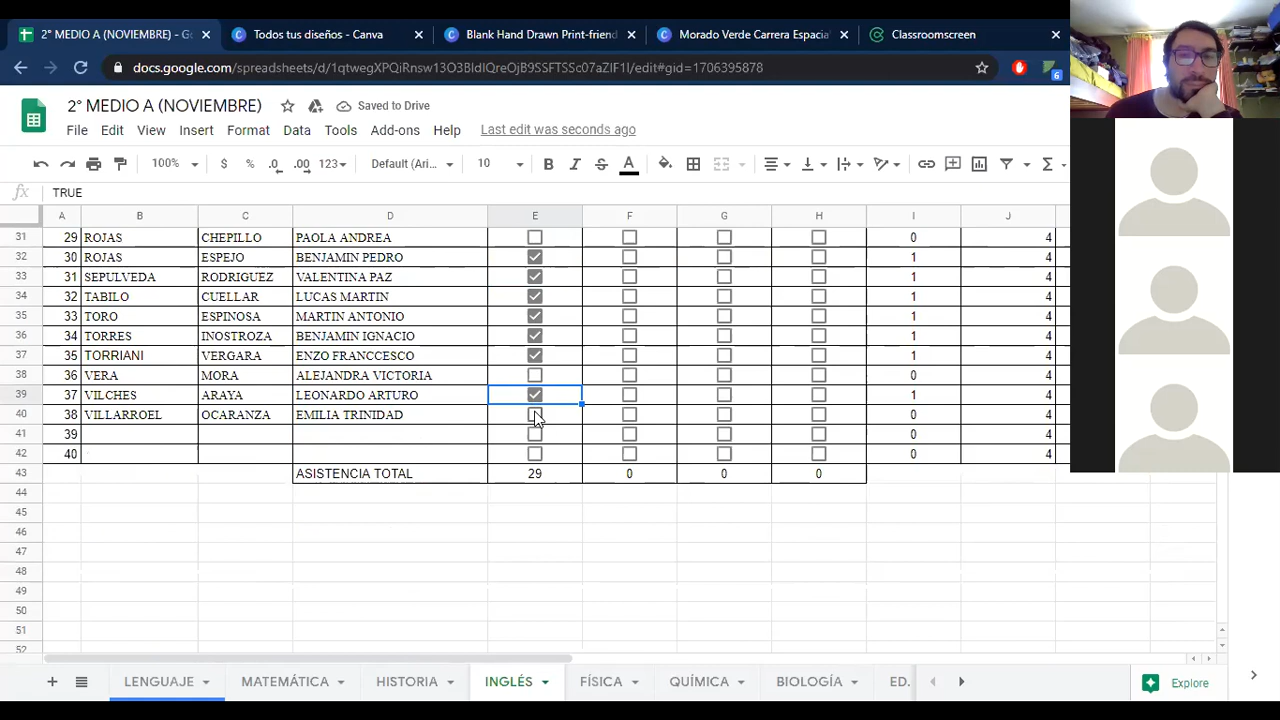 2° MEDIO A (NOVIEMBRE) - Go
Todos tus diseños - Canva
Blank Hand Drawn Print-friend
Morado Verde Carrera Espacia
Classroomscreen
6
2° MEDIO A (NOVIEMBRE)
Saved to Drive
File Edit View Insert Format Data Tools Add-ons Help Last edit was seconds ago
100% $ % .0 .00 123 Default (Ari... 10 B I S A
fx TRUE
A B C D E F G H I J
31 29 ROJAS CHEPILLO PAOLA ANDREA 0 4
32 30 ROJAS ESPEJO BENJAMIN PEDRO 1 4
33 31 SEPULVEDA RODRIGUEZ VALENTINA PAZ 1 4
34 32 TABILO CUELLAR LUCAS MARTIN 1 4
35 33 TORO ESPINOSA MARTIN ANTONIO 1 4
36 34 TORRES INOSTROZA BENJAMIN IGNACIO 1 4
37 35 TORRIANI VERGARA ENZO FRANCCESCO 1 4
38 36 VERA MORA ALEJANDRA VICTORIA 0 4
39 37 VILCHES ARAYA LEONARDO ARTURO 1 4
40 38 VILLARROEL OCARANZA EMILIA TRINIDAD 0 4
41 39 0 4
42 40 0 4
43 ASISTENCIA TOTAL 29 0 0 0
44
45
46
47
48
49
50
51
52
LENGUAJE MATEMÁTICA HISTORIA INGLÉS FÍSICA QUÍMICA BIOLOGÍA ED. Explore